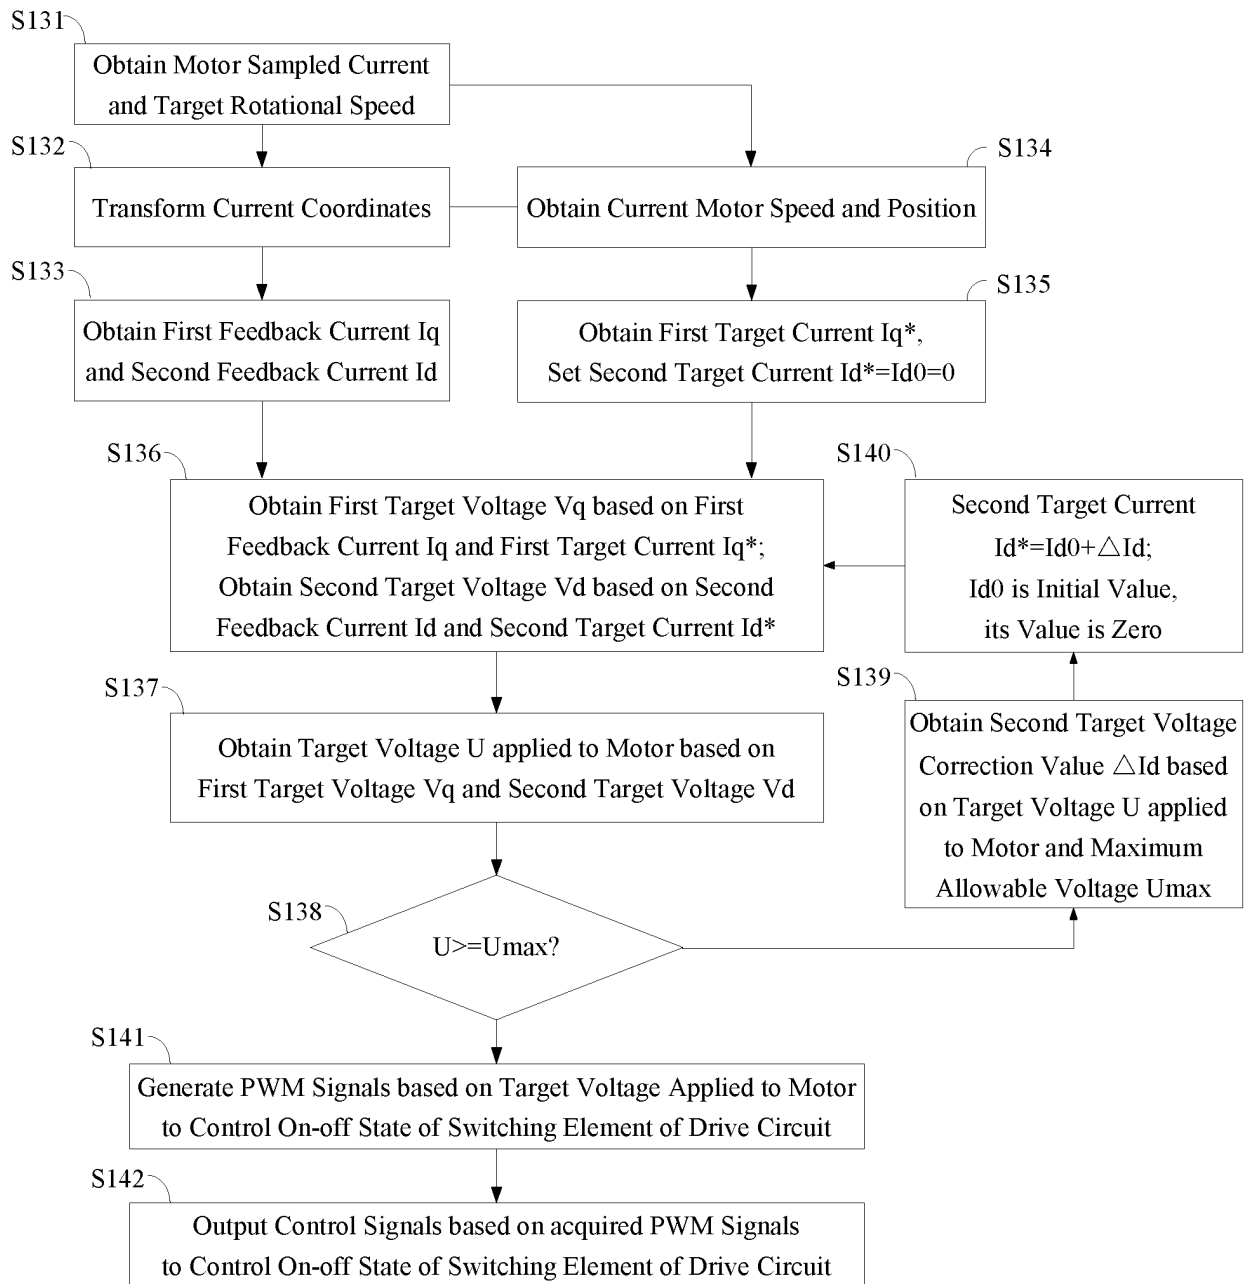 S131
Obtain Motor Sampled Current
and Target Rotational Speed
S132
Transform Current Coordinates
S134
Obtain Current Motor Speed and Position
S133
Obtain First Feedback Current Iq
and Second Feedback Current Id
S135
Obtain First Target Current Iq*,
Set Second Target Current Id*=Id0=0
S136
Obtain First Target Voltage Vq based on First
Feedback Current Iq and First Target Current Iq*;
Obtain Second Target Voltage Vd based on Second
Feedback Current Id and Second Target Current Id*
S140
Second Target Current
Id*=Id0+△Id;
Id0 is Initial Value,
its Value is Zero
S137
Obtain Target Voltage U applied to Motor based on
First Target Voltage Vq and Second Target Voltage Vd
S139
Obtain Second Target Voltage
Correction Value △Id based
on Target Voltage U applied
to Motor and Maximum
Allowable Voltage Umax
S138
U>=Umax?
S141
Generate PWM Signals based on Target Voltage Applied to Motor
to Control On-off State of Switching Element of Drive Circuit
S142
Output Control Signals based on acquired PWM Signals
to Control On-off State of Switching Element of Drive Circuit